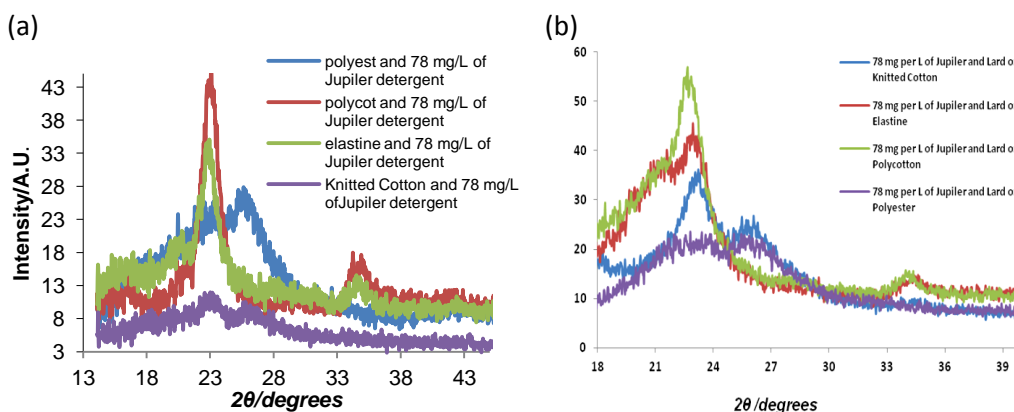 (a)
Intensity/A.U.
43
38
33
28
23
18
13
8
3
13 18 23 28 33 38 43
2θ/degrees
polyest and 78 mg/L of
Jupiler detergent
polycot and 78 mg/L of
Jupiler detergent
elastine and 78 mg/L of
Jupiler detergent
Knitted Cotton and 78 mg/L
ofJupiler detergent
(b)
60
50
40
30
20
10
0
18 21 24 27 30 33 36 39
2θ /degrees
78 mg per L of Jupiler and Lard o
Knitted Cotton
78 mg per L of Jupiler and Lard o
Elastine
78 mg per L of Jupiler and Lard o
Polycotton
78 mg per L of Jupiler and Lard o
Polyester